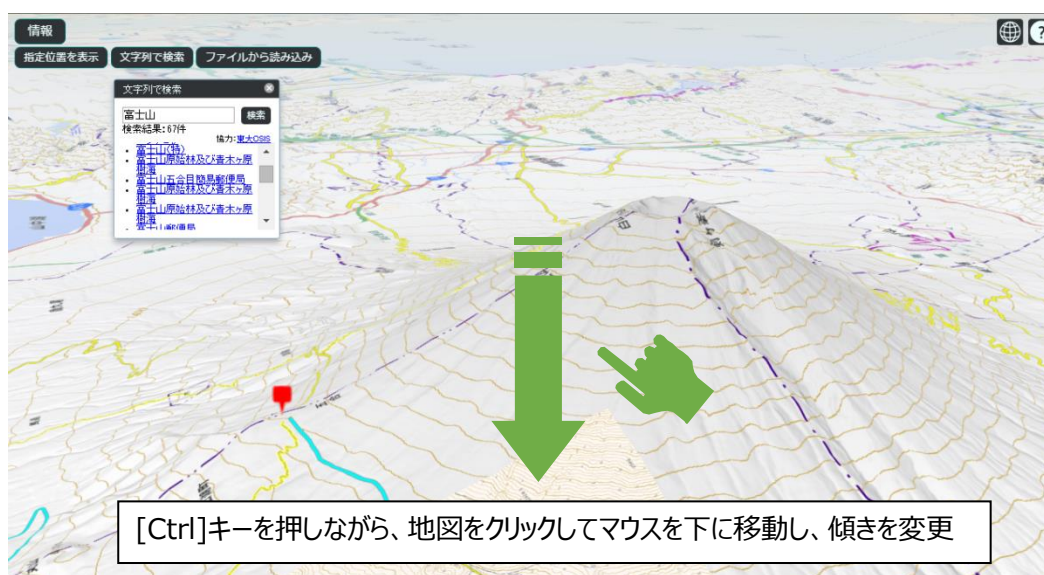 情報
指定位置を表示 文字列で検索 ファイルから読み込み
文字列で検索
富士山 検索
検索結果:67件
協力:東大CSIS
富士山(特)
富士山原始林及び青木ヶ原
樹海
富士山五合目簡易郵便局
富士山原始林及び青木ヶ原
樹海
富士山原始林及び青木ヶ原
樹海
富士山郵便局
?
[Ctrl]キーを押しながら、地図をクリックしてマウスを下に移動し、傾きを変更